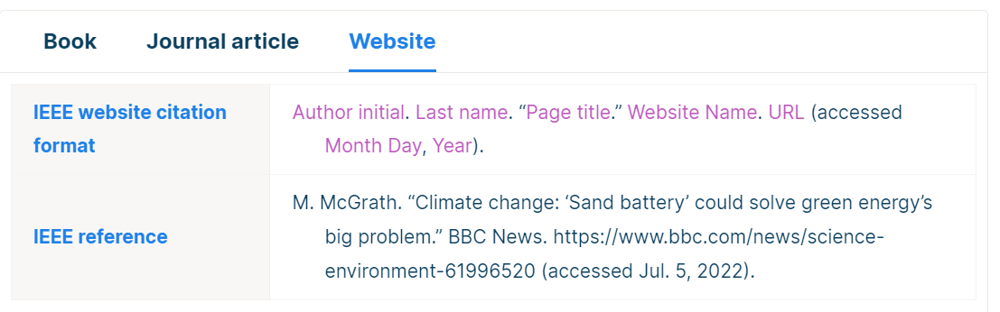 Book Journal article Website
IEEE website citation
format
Author initial. Last name. “Page title.” Website Name. URL (accessed
Month Day, Year).
IEEE reference
M. McGrath. “Climate change: ‘Sand battery’ could solve green energy’s
big problem.” BBC News. https://www.bbc.com/news/science-
environment-61996520 (accessed Jul. 5, 2022).